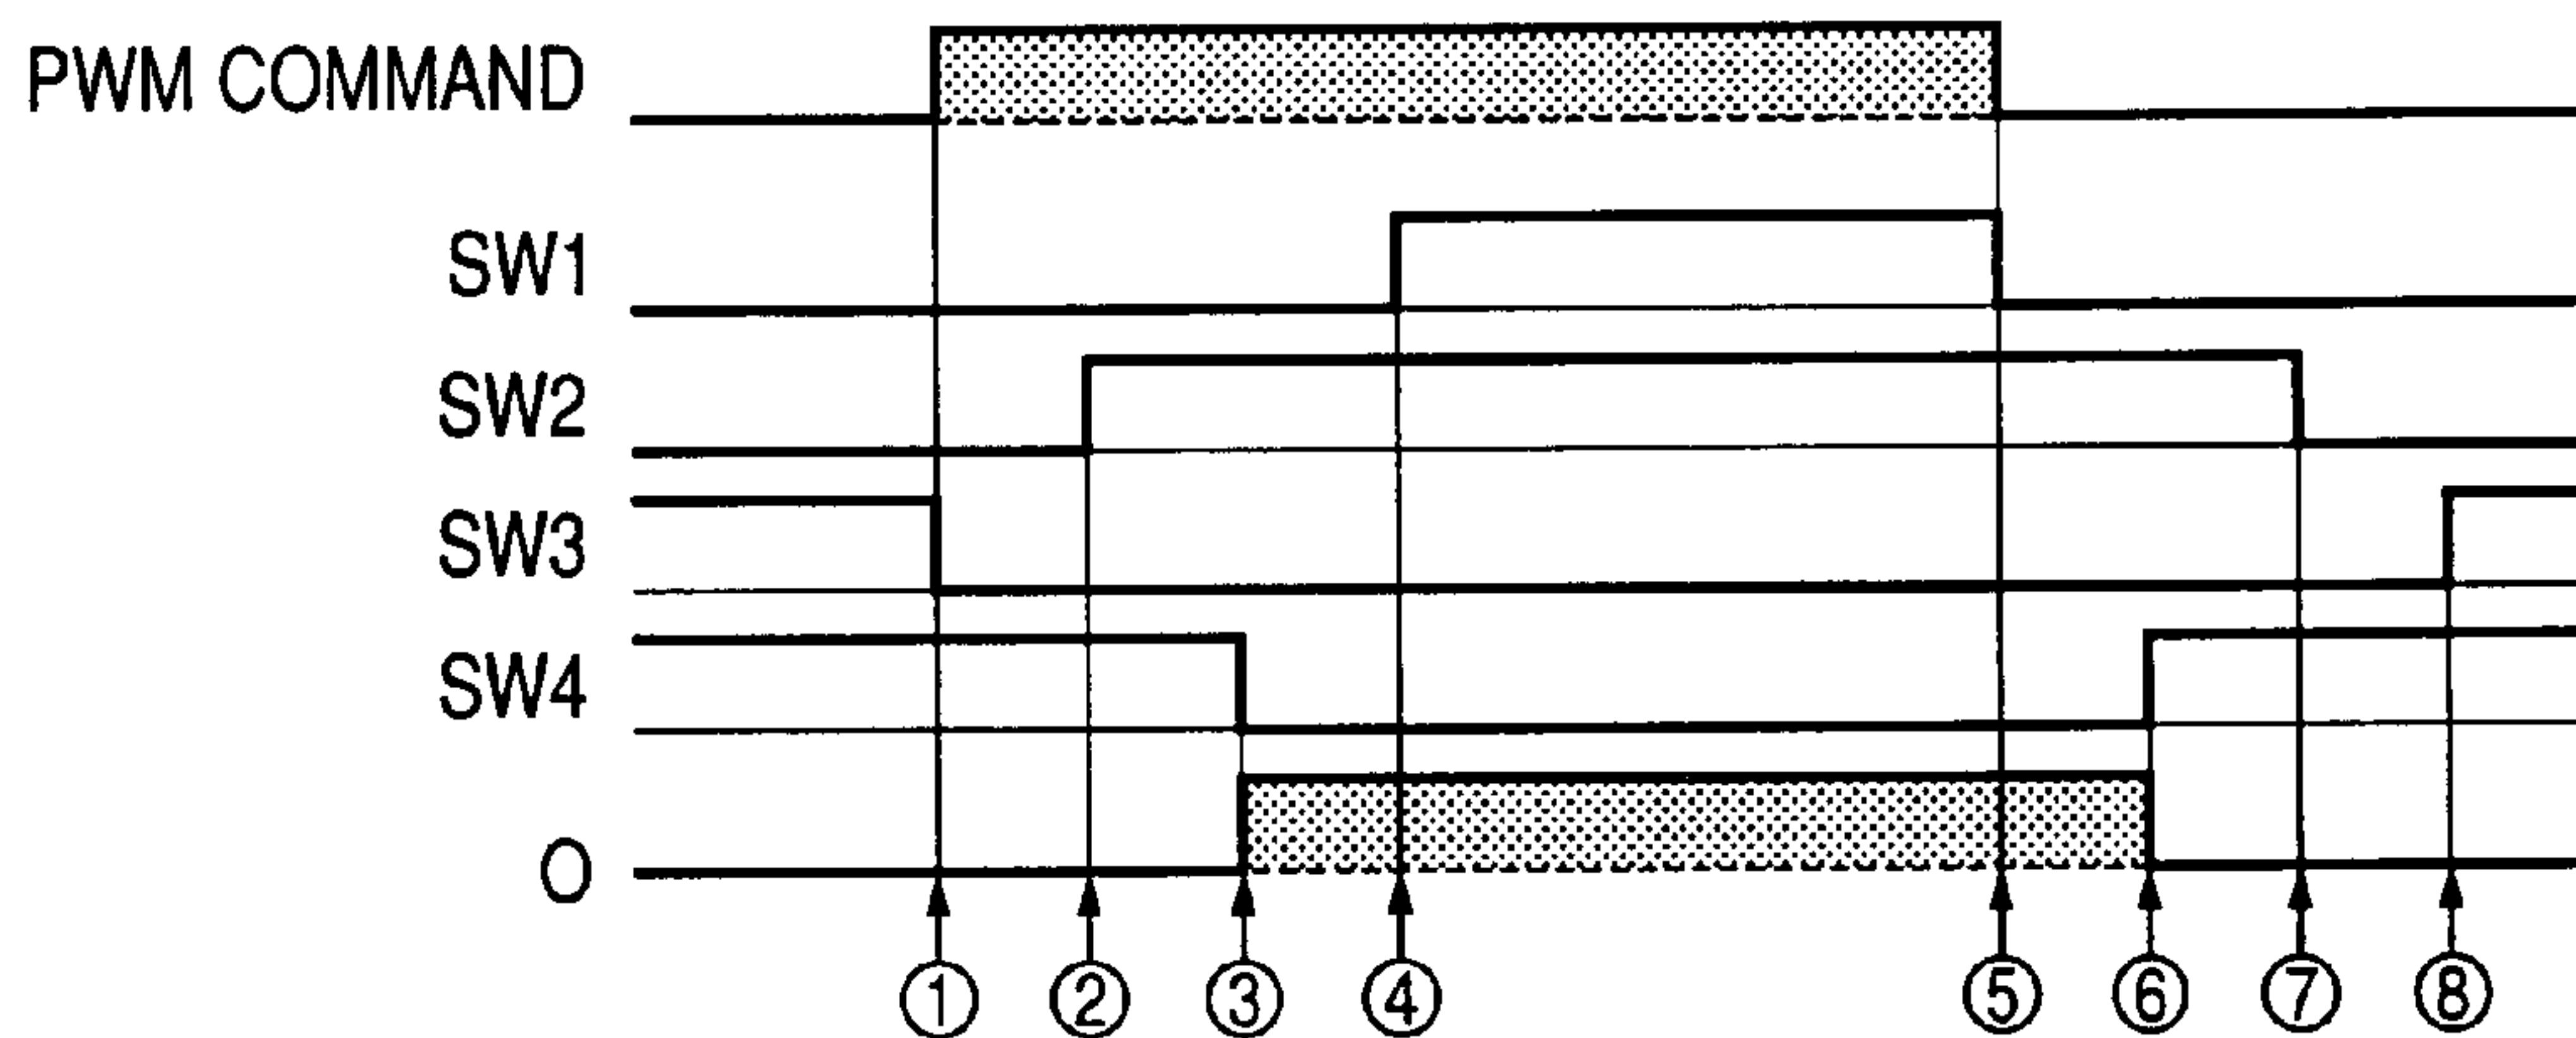 PWM COMMAND
SW1
SW2
SW3
SW4
O
① ② ③ ④ ⑤ ⑥ ⑦ ⑧